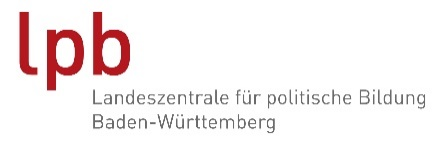 lpb
Landeszentrale für politische Bildung
Baden-Württemberg